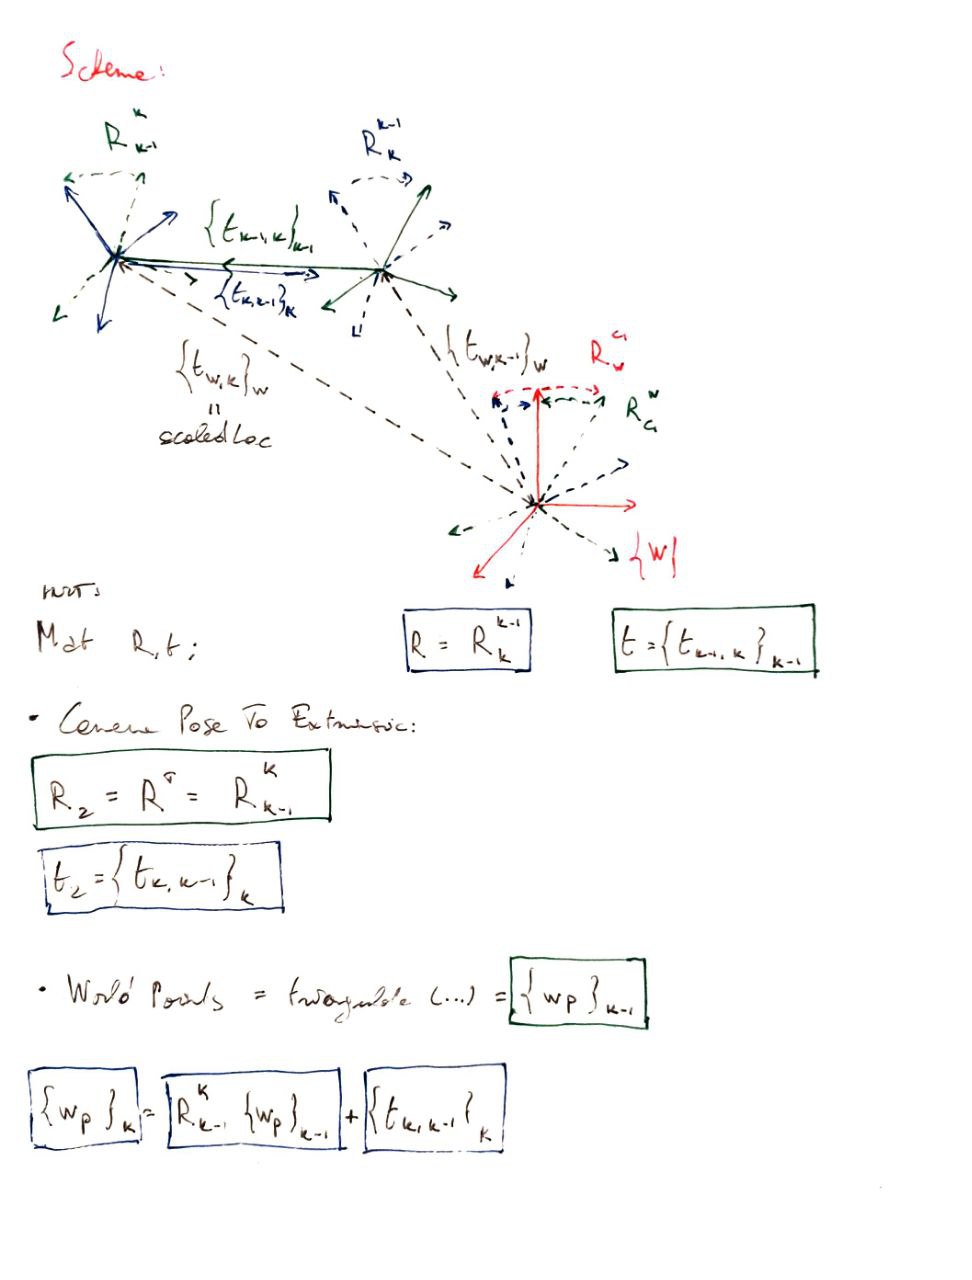 Scheme:
R_{k-1}^{k}
R_{k}^{k-1}
{t_{k-1,k}}_{k-1}
{t_{k,k-1}}_{k}
{t_{w,k-1}}_{w}
{t_{w,k}}_{w}
"
scaledLoc
R_{w}^{C_1}
R_{C_1}^{w}
{W}
Mat R,t;
R = R_{k}^{k-1}
t = {t_{k-1,k}}_{k-1}
• Camera Pose To Extrinsic:
R_2 = R^T = R_{k-1}^{k}
t_2 = {t_{k,k-1}}_{k}
• World Points = triangulate (...) = {wp}_{k-1}
{wp}_{k} = R_{k-1}^{k} {wp}_{k-1} + {t_{k,k-1}}_{k}